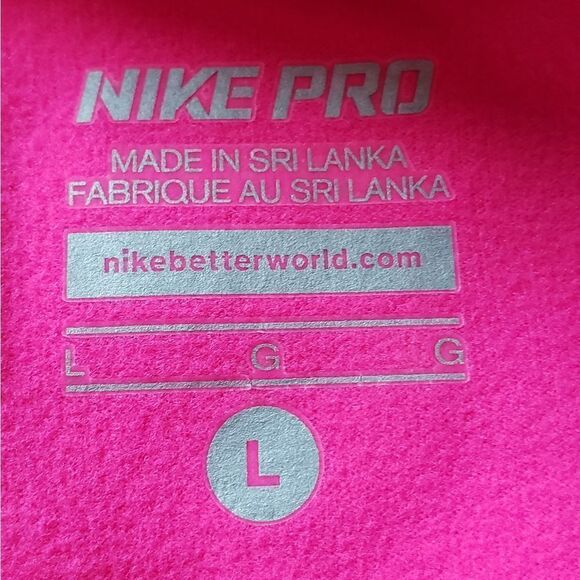 NIKE PRO
MADE IN SRI LANKA
FABRIQUE AU SRI LANKA
nikebetterworld.com
L G G
L